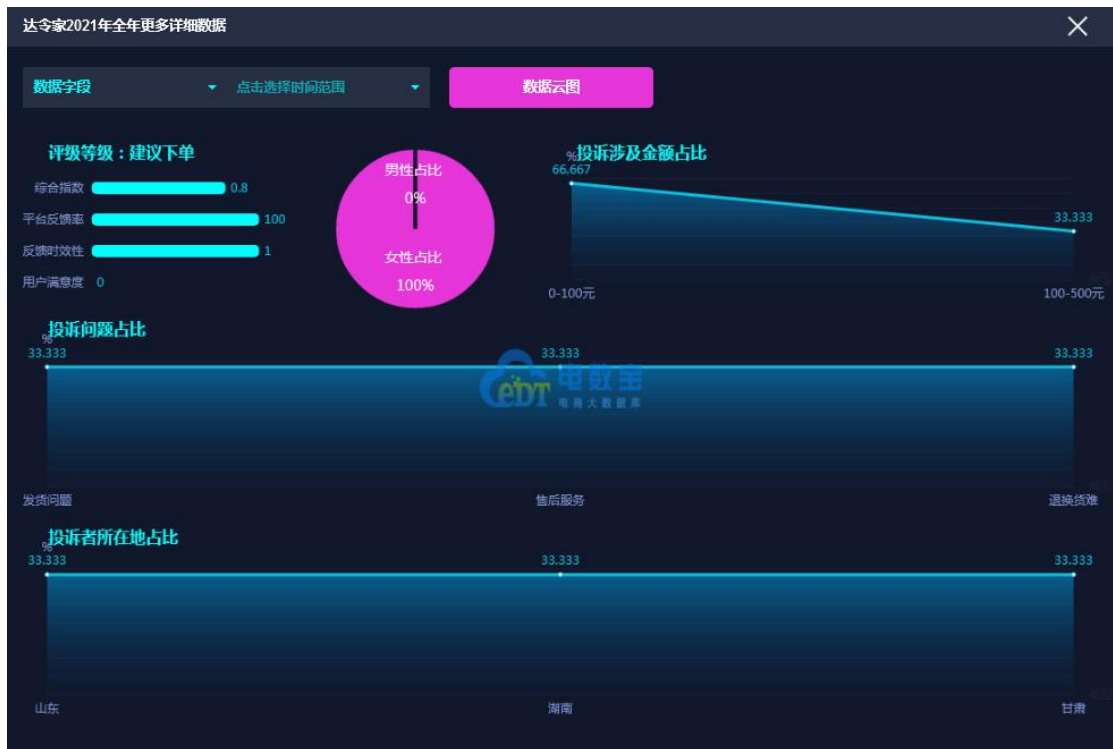 达令家2021年全年更多详细数据
数据字段
点击选择时间范围
数据云图
评级等级：建议下单
综合指数 0.8
平台反馈率 100
反馈时效性 1
用户满意度 0
男性占比
0%
女性占比
100%
%投诉涉及金额占比
66.667
33.333
0-100元
100-500元
投诉问题占比
%
33.333
33.333
33.333
发货问题
售后服务
退换货难
ebT 电数宝
电商大数据库
投诉者所在地占比
%
33.333
33.333
33.333
山东
湖南
甘肃